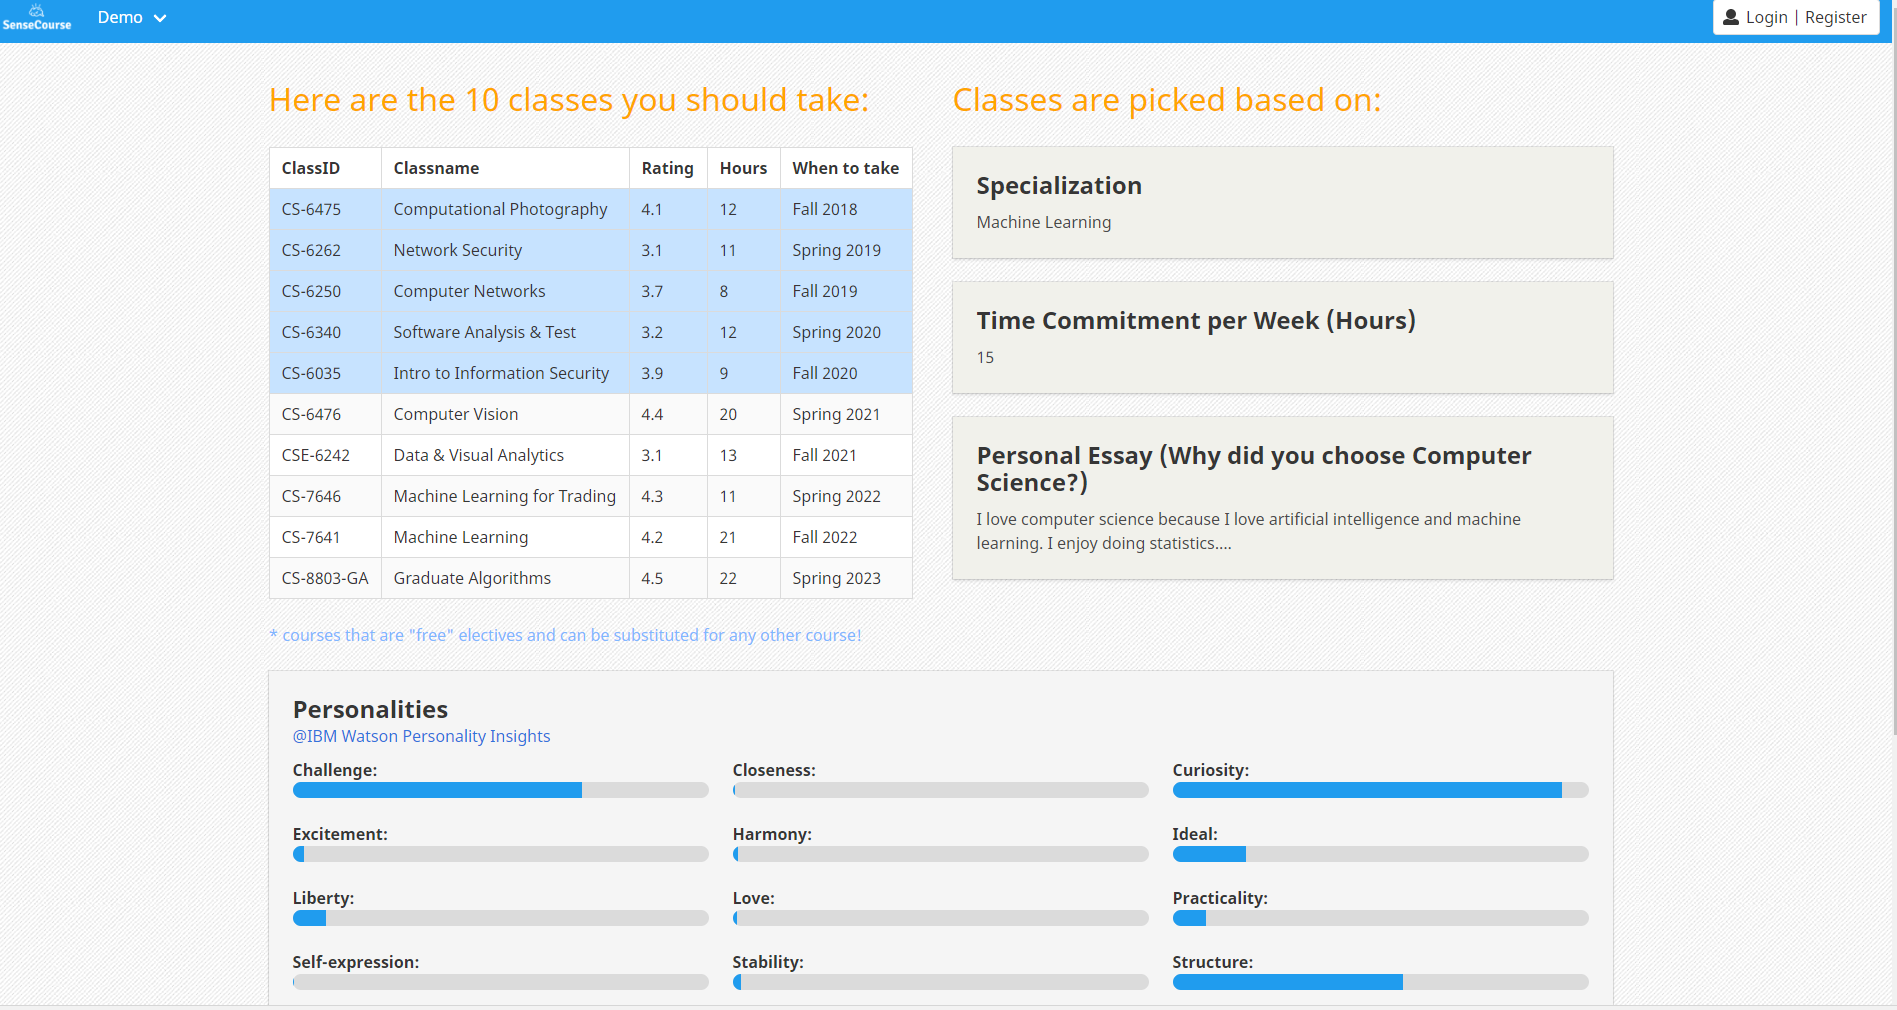 SenseCourse
Demo
Login | Register
Here are the 10 classes you should take:
ClassID Classname Rating Hours When to take
CS-6475 Computational Photography 4.1 12 Fall 2018
CS-6262 Network Security 3.1 11 Spring 2019
CS-6250 Computer Networks 3.7 8 Fall 2019
CS-6340 Software Analysis & Test 3.2 12 Spring 2020
CS-6035 Intro to Information Security 3.9 9 Fall 2020
CS-6476 Computer Vision 4.4 20 Spring 2021
CSE-6242 Data & Visual Analytics 3.1 13 Fall 2021
CS-7646 Machine Learning for Trading 4.3 11 Spring 2022
CS-7641 Machine Learning 4.2 21 Fall 2022
CS-8803-GA Graduate Algorithms 4.5 22 Spring 2023
* courses that are "free" electives and can be substituted for any other course!
Classes are picked based on:
Specialization
Machine Learning
Time Commitment per Week (Hours)
15
Personal Essay (Why did you choose Computer
Science?)
I love computer science because I love artificial intelligence and machine
learning. I enjoy doing statistics....
Personalities
@IBM Watson Personality Insights
Challenge: Closeness: Curiosity:
Excitement: Harmony: Ideal:
Liberty: Love: Practicality:
Self-expression: Stability: Structure: